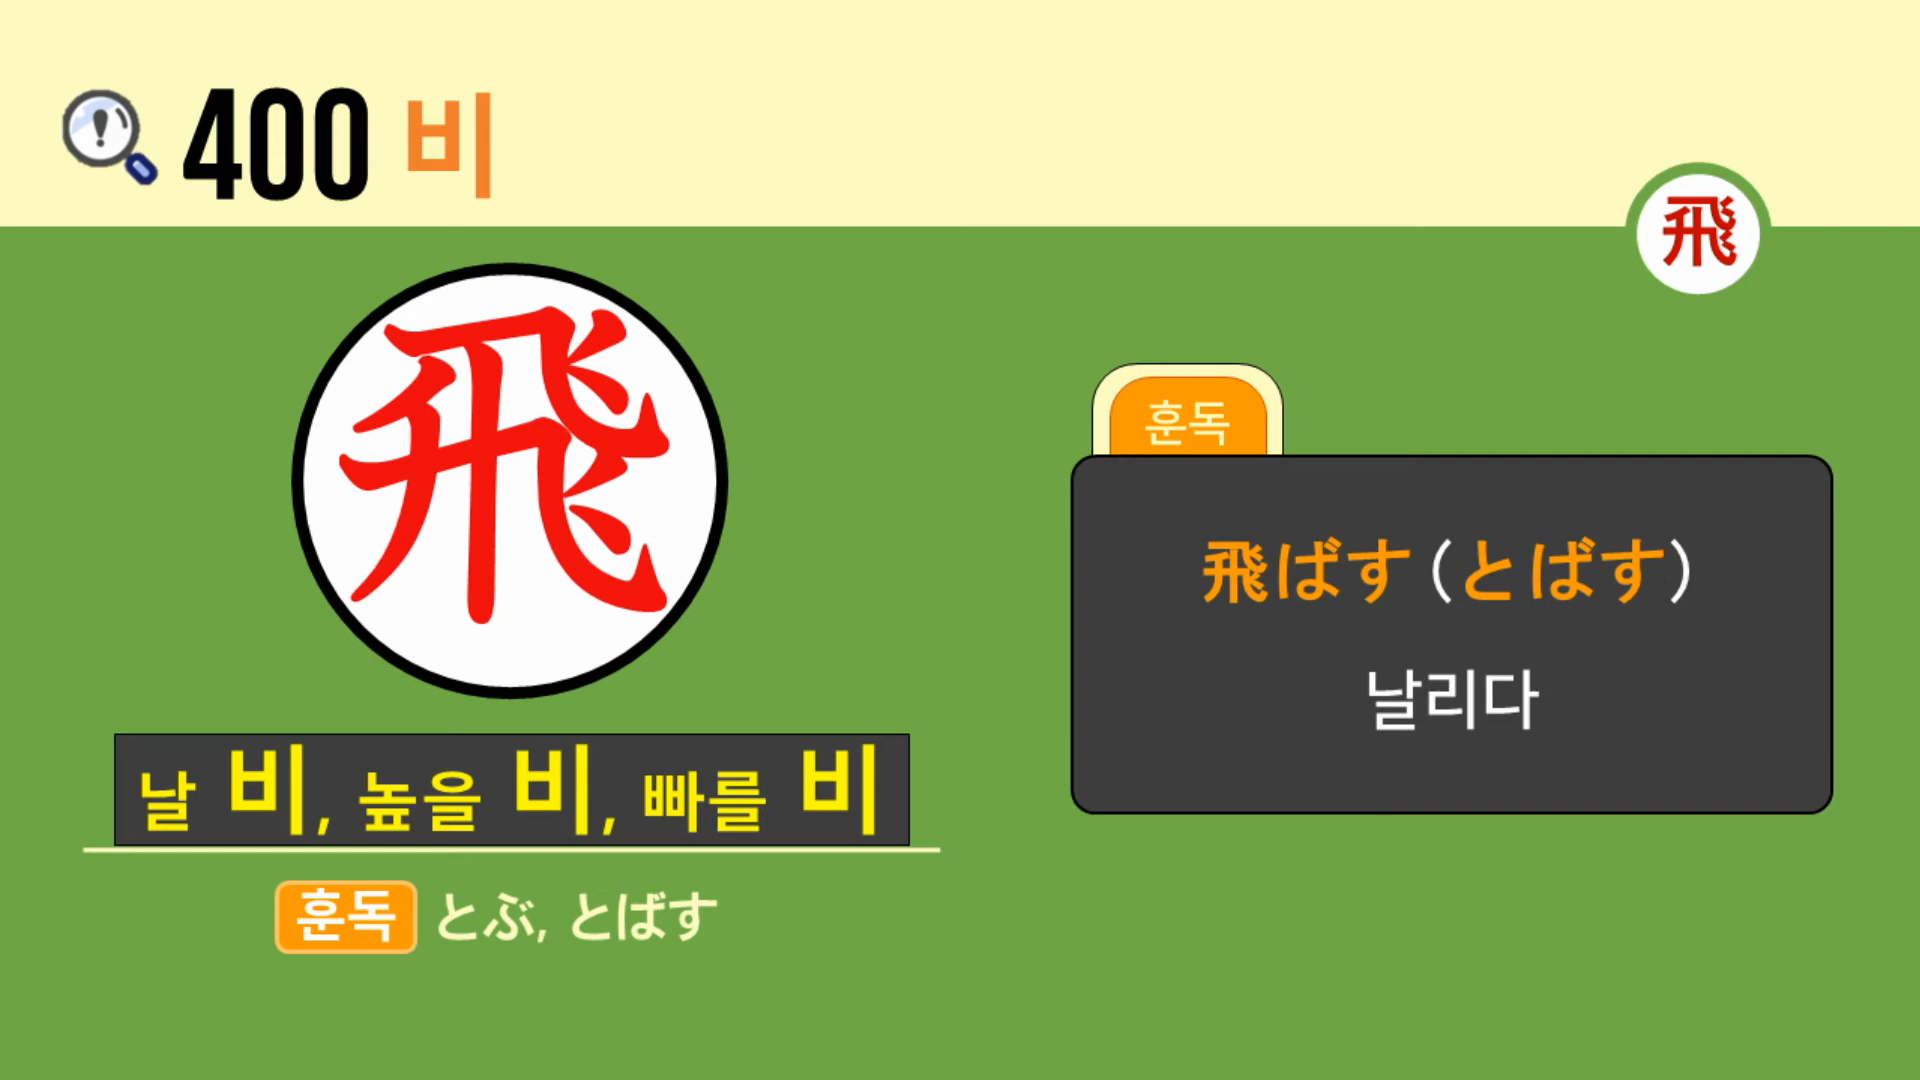 400 비
飛
飛
날 비, 높을 비, 빠를 비
훈독 とぶ, とばす
훈독
飛ばす(とばす)
날리다